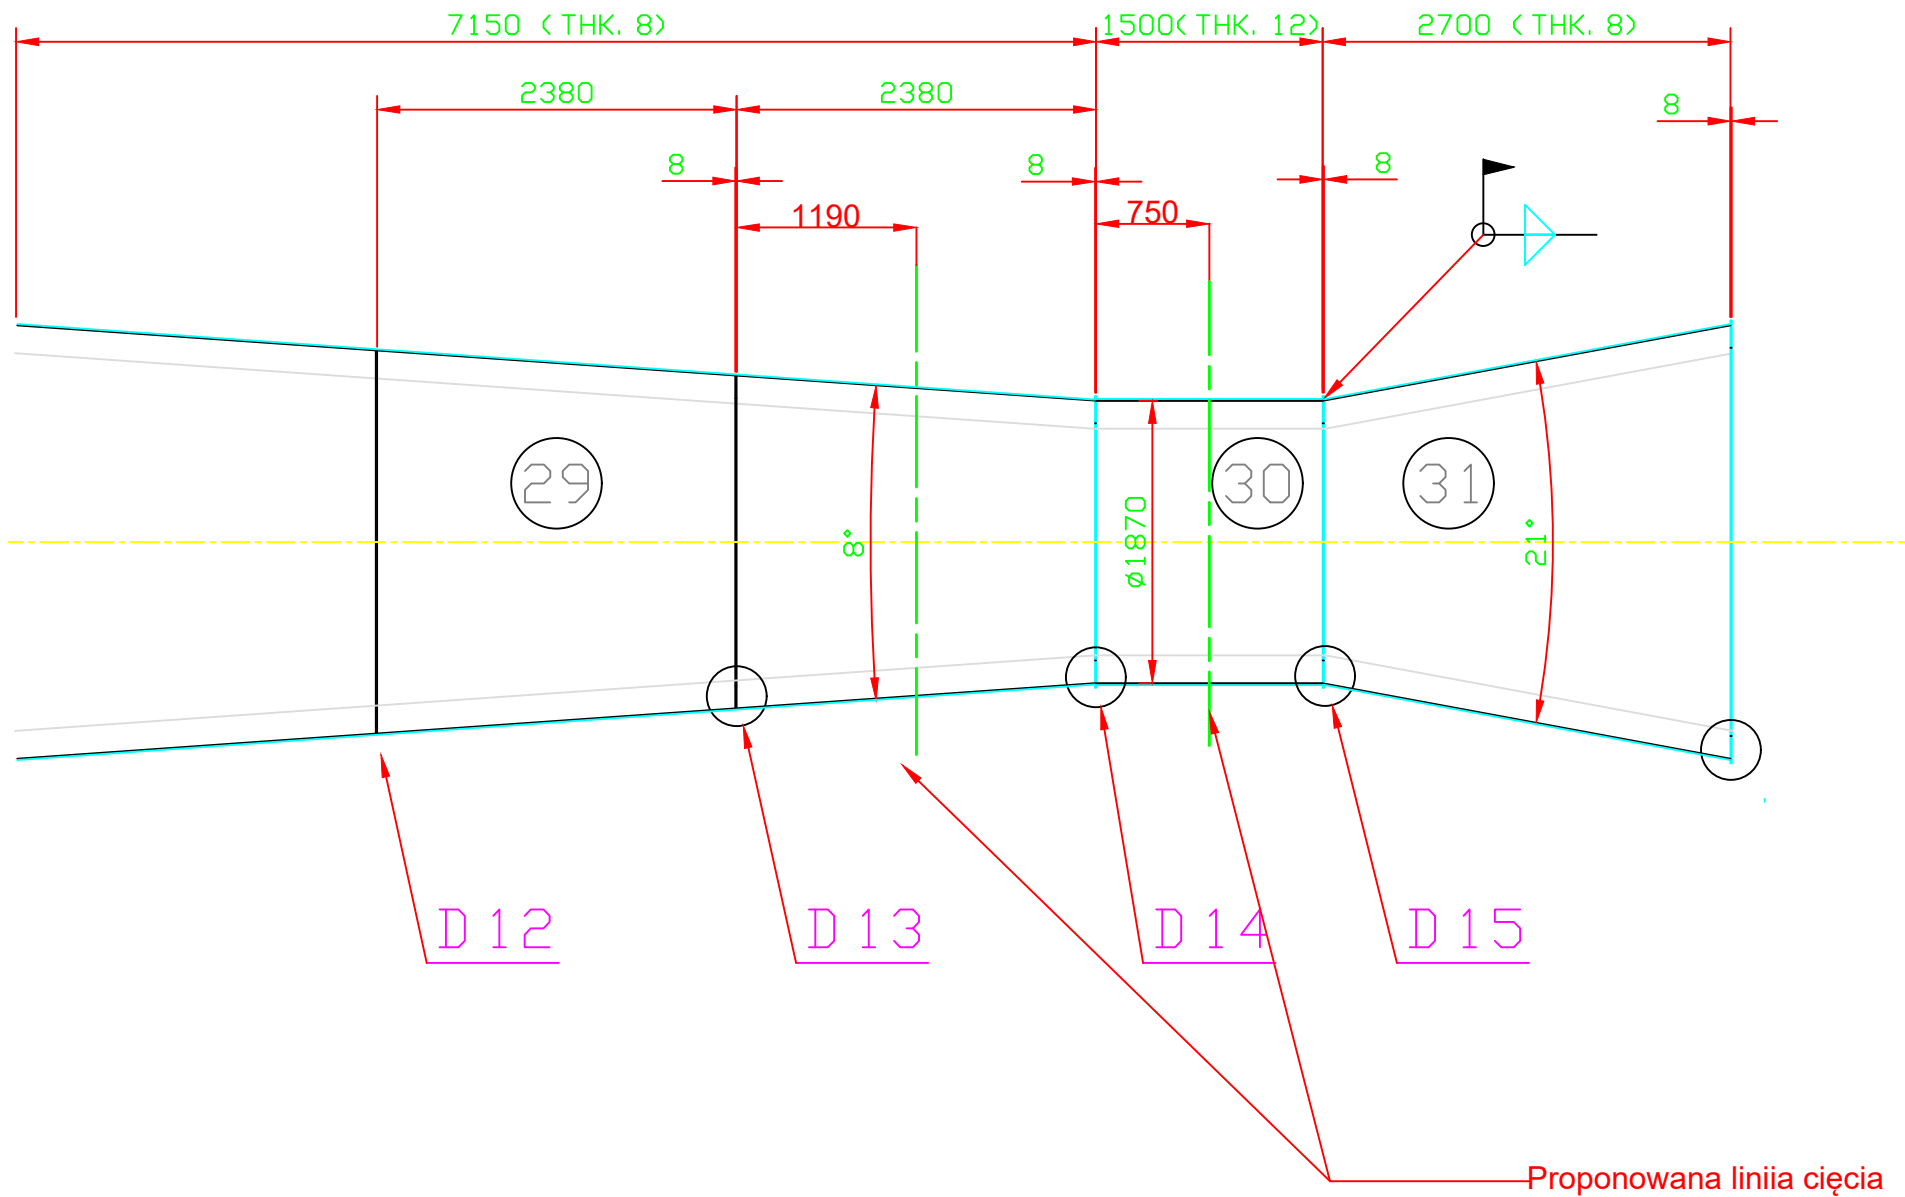 7150 (THK. 8)
1500(THK. 12)
2700 (THK. 8)
2380
2380
8
8
8
8
1190
750
29
30
31
8°
ø1870
21°
D12
D13
D14
D15
Proponowana liniia cięcia